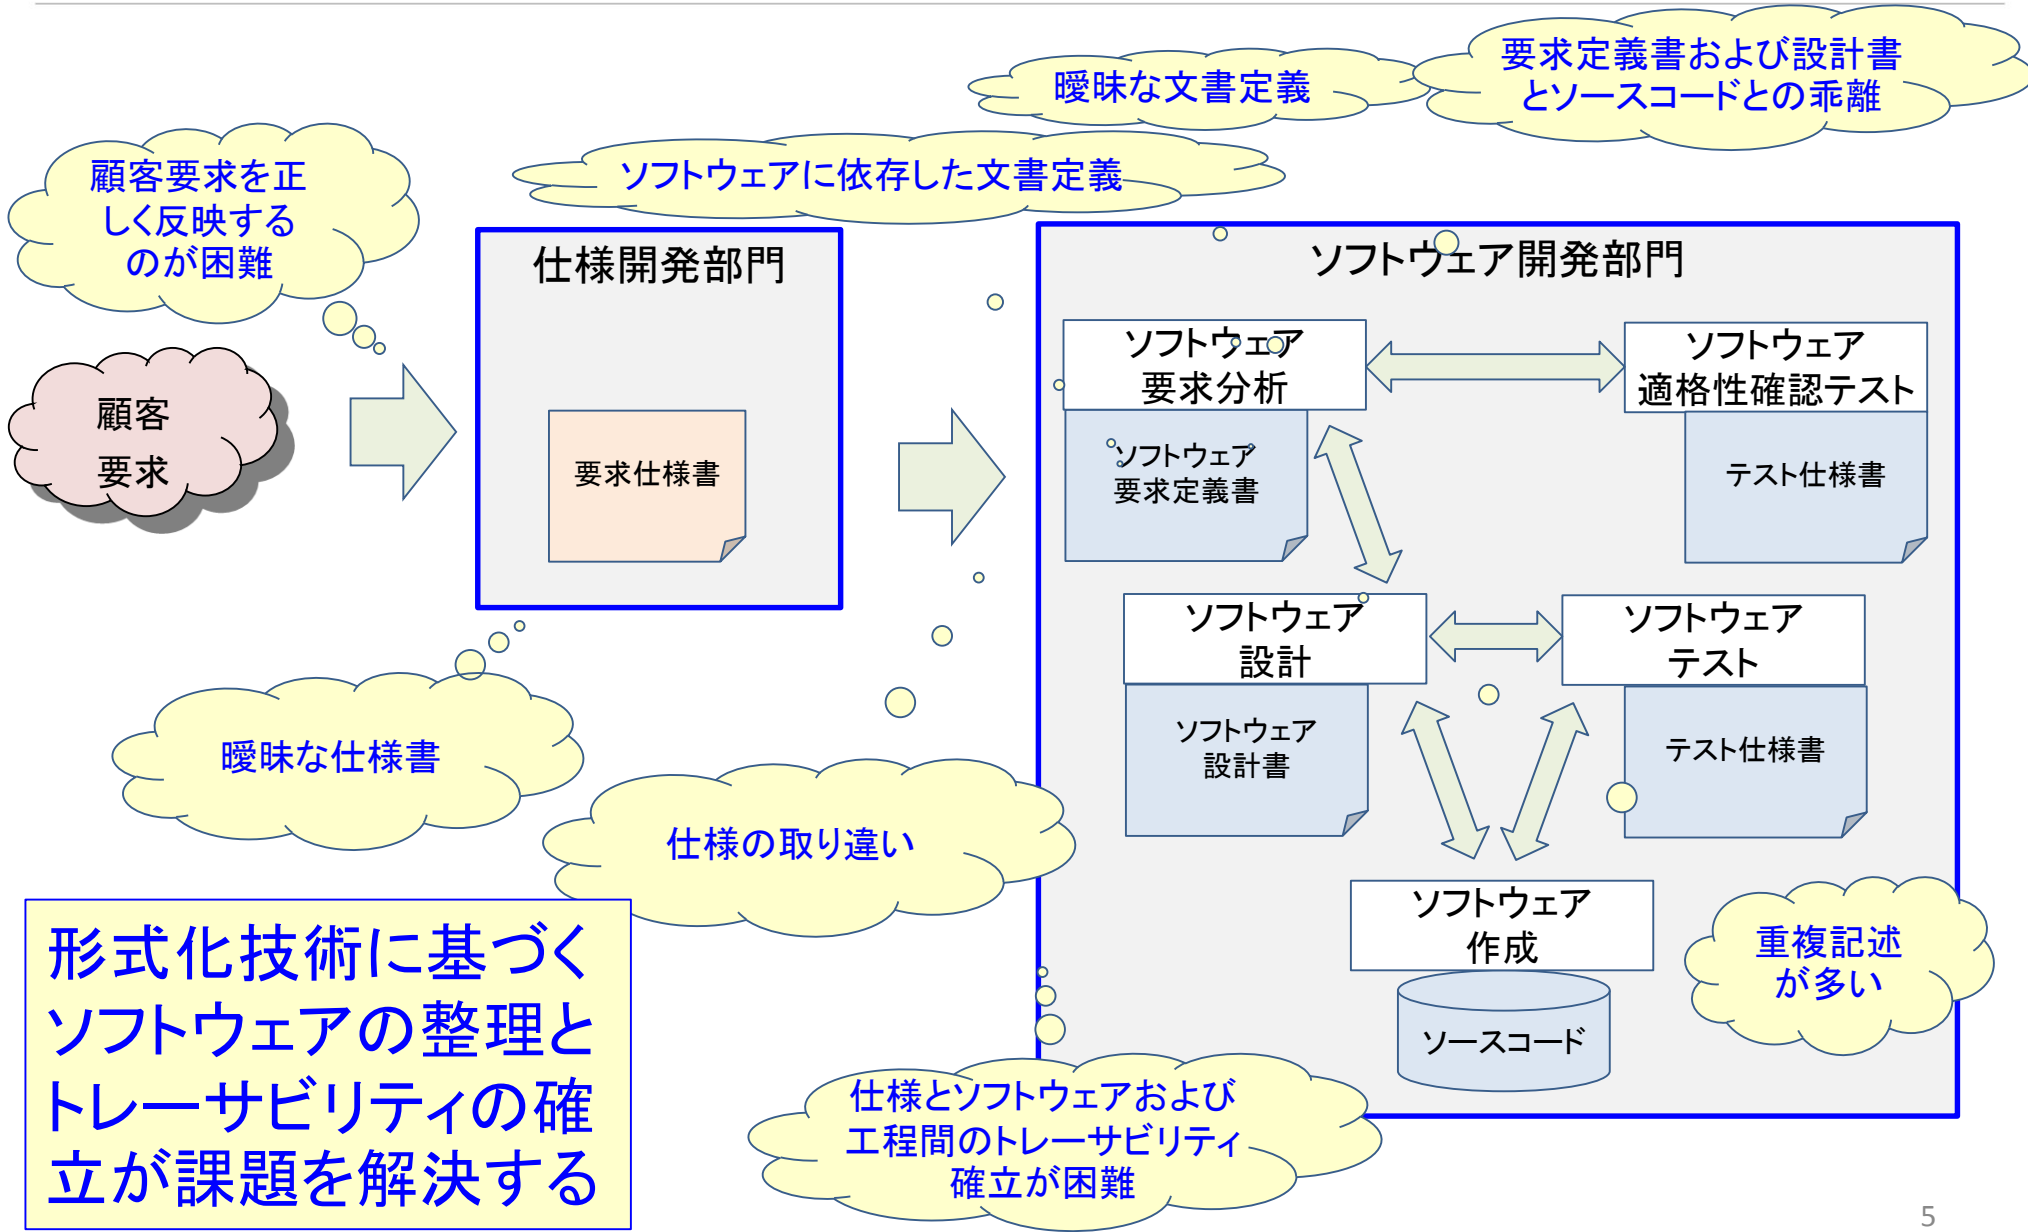 曖昧な文書定義
要求定義書および設計書
とソースコードとの乖離
ソフトウェアに依存した文書定義
顧客要求を正
しく反映する
のが困難
顧客
要求
仕様開発部門
要求仕様書
ソフトウェア開発部門
ソフトウェア
要求分析
ソフトウェア
要求定義書
ソフトウェア
適格性確認テスト
テスト仕様書
ソフトウェア
設計
ソフトウェア
設計書
ソフトウェア
テスト
テスト仕様書
ソフトウェア
作成
ソースコード
重複記述
が多い
曖昧な仕様書
仕様の取り違い
仕様とソフトウェアおよび
工程間のトレーサビリティ
確立が困難
形式化技術に基づく
ソフトウェアの整理と
トレーサビリティの確
立が課題を解決する
5